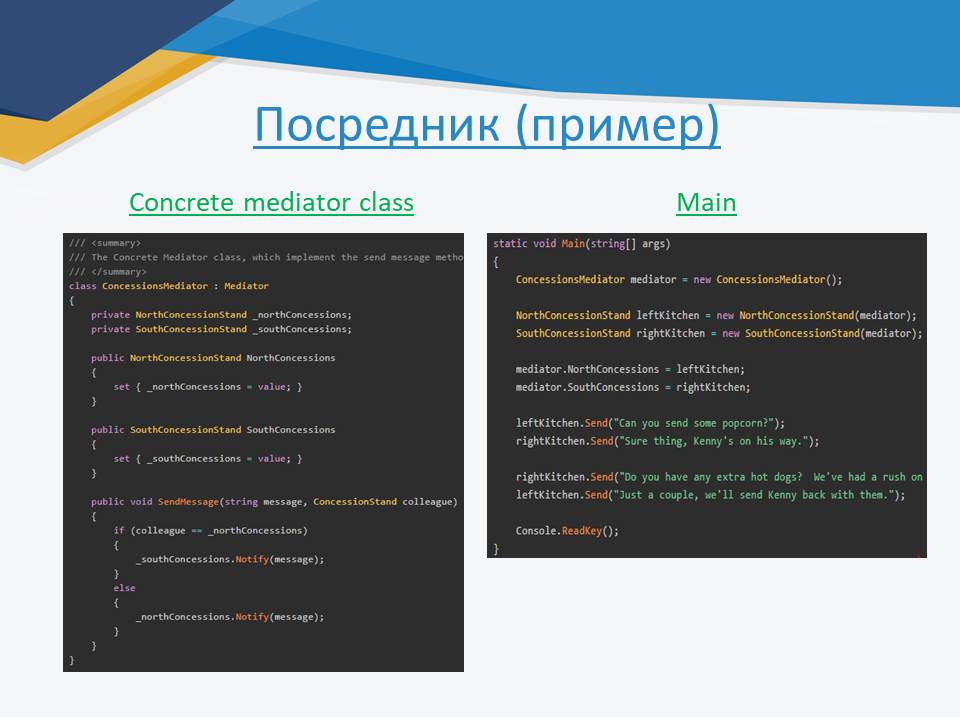 Посредник (пример)
Concrete mediator class
/// <summary>
/// The Concrete Mediator class, which implement the send message metho
/// </summary>
class ConcessionsMediator : Mediator
{
    private NorthConcessionStand _northConcessions;
    private SouthConcessionStand _southConcessions;
    public NorthConcessionStand NorthConcessions
    {
        set { _northConcessions = value; }
    }
    public SouthConcessionStand SouthConcessions
    {
        set { _southConcessions = value; }
    }
    public void SendMessage(string message, ConcessionStand colleague)
    {
        if (colleague == _northConcessions)
        {
            _southConcessions.Notify(message);
        }
        else
        {
            _northConcessions.Notify(message);
        }
    }
}
Main
static void Main(string[] args)
{
    ConcessionsMediator mediator = new ConcessionsMediator();
    NorthConcessionStand leftKitchen = new NorthConcessionStand(mediator);
    SouthConcessionStand rightKitchen = new SouthConcessionStand(mediator);
    mediator.NorthConcessions = leftKitchen;
    mediator.SouthConcessions = rightKitchen;
    leftKitchen.Send("Can you send some popcorn?");
    rightKitchen.Send("Sure thing, Kenny's on his way.");
    rightKitchen.Send("Do you have any extra hot dogs?  We've had a rush on
    leftKitchen.Send("Just a couple, we'll send Kenny back with them.");
    Console.ReadKey();
}